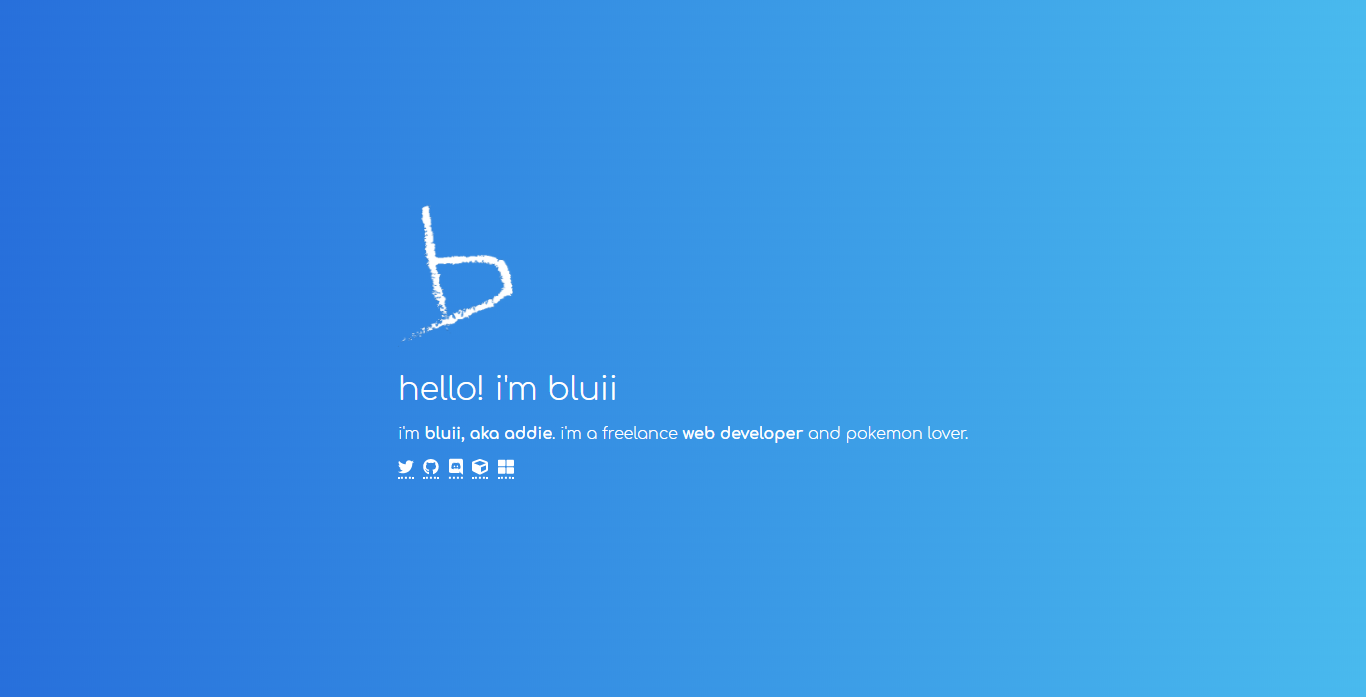 b
hello! i'm bluii
i'm bluii, aka addie. i'm a freelance web developer and pokemon lover.